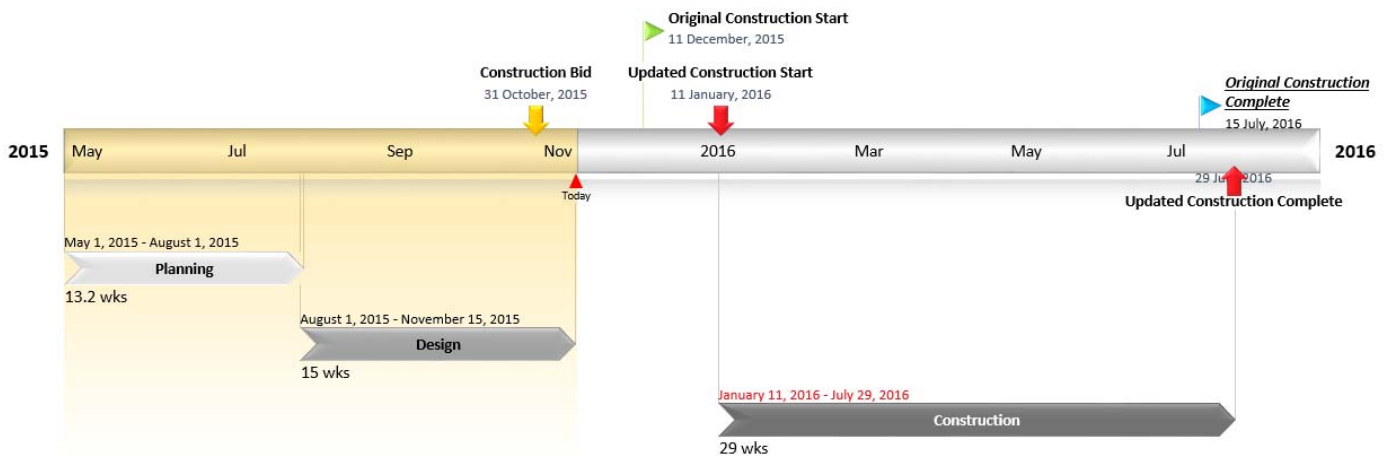 Original Construction Start
11 December, 2015
Construction Bid
31 October, 2015
Updated Construction Start
11 January, 2016
Original Construction
Complete
15 July, 2016
2015 May Jul Sep Nov 2016 Mar May Jul 2016
Today
29 2016
Updated Construction Complete
May 1, 2015 - August 1, 2015
Planning
13.2 wks
August 1, 2015 - November 15, 2015
Design
15 wks
January 11, 2016 - July 29, 2016
Construction
29 wks